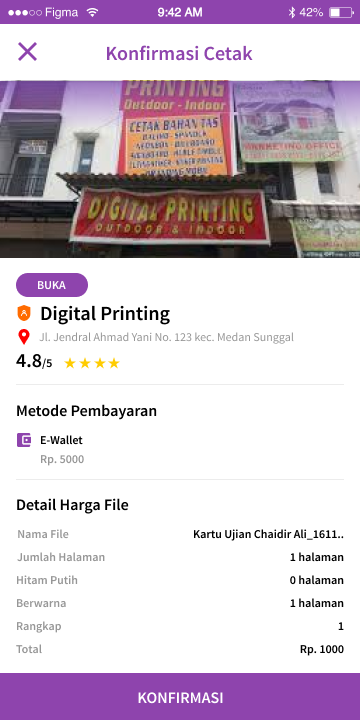 Figma 9:42 AM 42%
Konfirmasi Cetak
PRINTING
Outdoor - Indoor
CETAK BAHAN TAS
MARKETING OFFICE
DIGITAL PRINTING
OUTDOOR & INDOOR
BUKA
Digital Printing
Jl. Jendral Ahmad Yani No. 123 kec. Medan Sunggal
4.8/5
Metode Pembayaran
E-Wallet
Rp. 5000
Detail Harga File
Nama File Kartu Ujian Chaidir Ali_1611..
Jumlah Halaman 1 halaman
Hitam Putih 0 halaman
Berwarna 1 halaman
Rangkap 1
Total Rp. 1000
KONFIRMASI